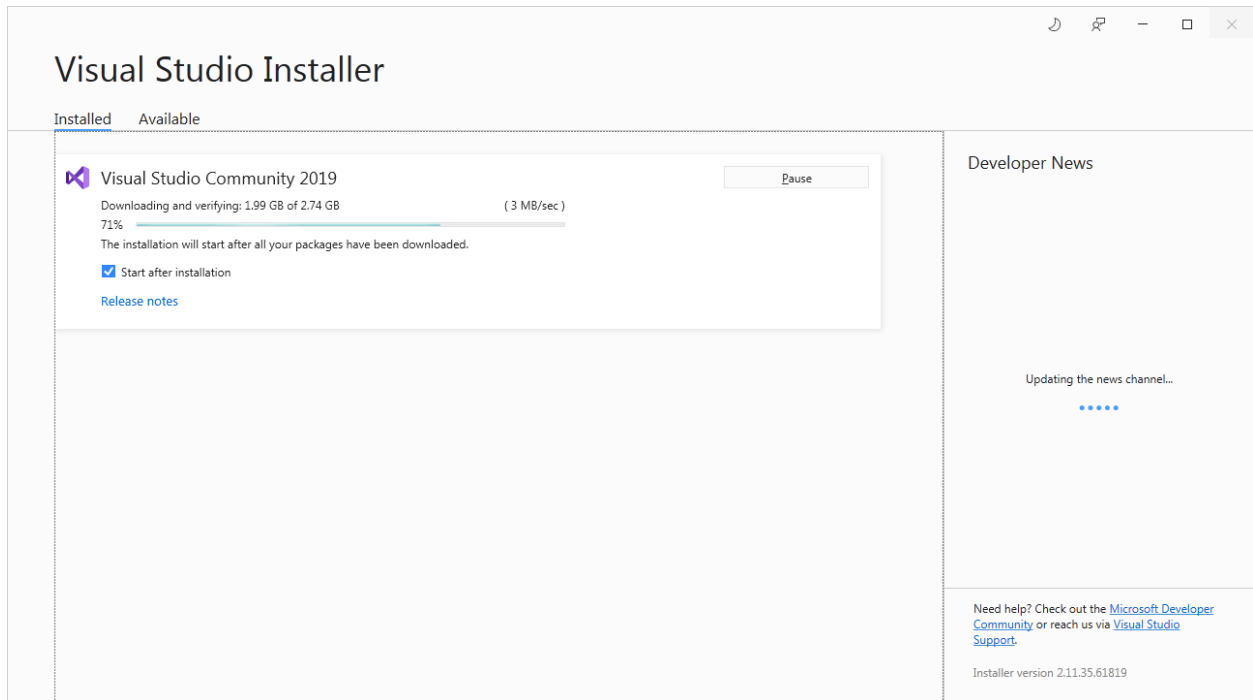 Visual Studio Installer
Installed Available
Visual Studio Community 2019
Pause
Downloading and verifying: 1.99 GB of 2.74 GB ( 3 MB/sec )
71%
The installation will start after all your packages have been downloaded.
Start after installation
Release notes
Developer News
Updating the news channel...
Need help? Check out the Microsoft Developer
Community or reach us via Visual Studio
Support.
Installer version 2.11.35.61819